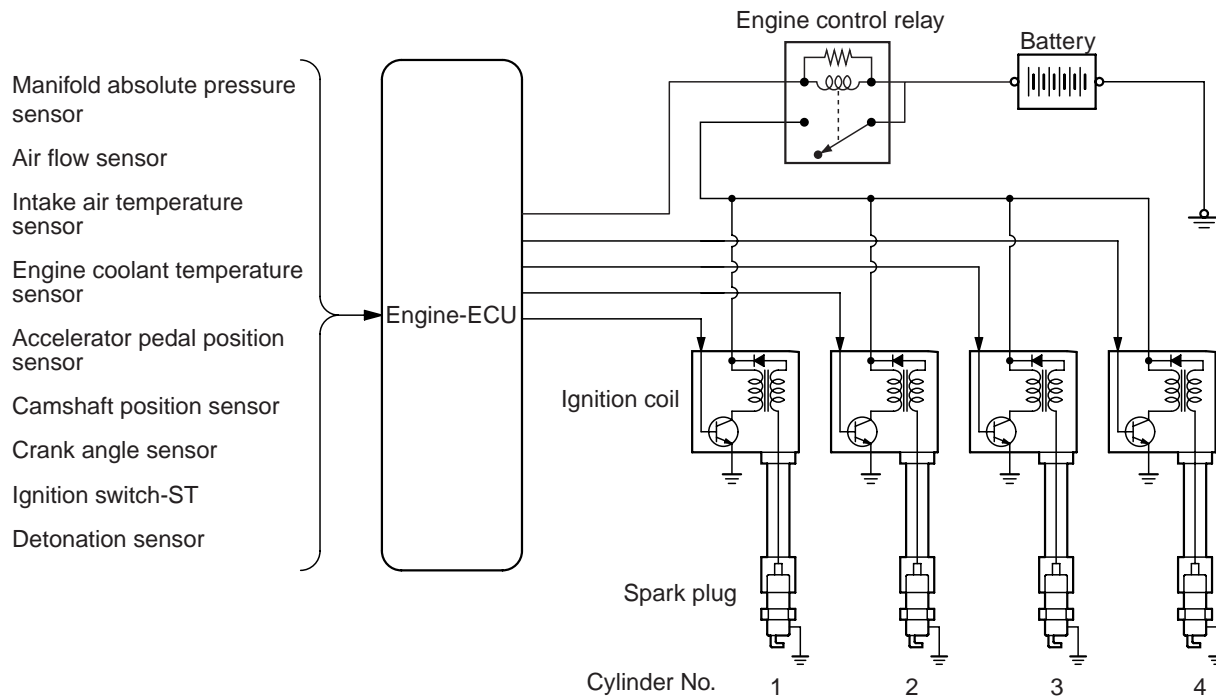 Engine control relay
Battery
Manifold absolute pressure
sensor
Air flow sensor
Intake air temperature
sensor
Engine coolant temperature
sensor
Accelerator pedal position
sensor
Camshaft position sensor
Crank angle sensor
Ignition switch-ST
Detonation sensor
Engine-ECU
Ignition coil
Spark plug
Cylinder No. 1 2 3 4